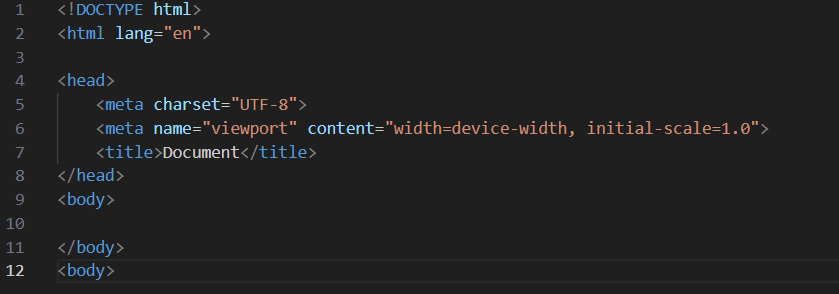 1 <!DOCTYPE html>
2 <html lang="en">
3
4 <head>
5 <meta charset="UTF-8">
6 <meta name="viewport" content="width=device-width, initial-scale=1.0">
7 <title>Document</title>
8 </head>
9 <body>
10
11 </body>
12 <body>